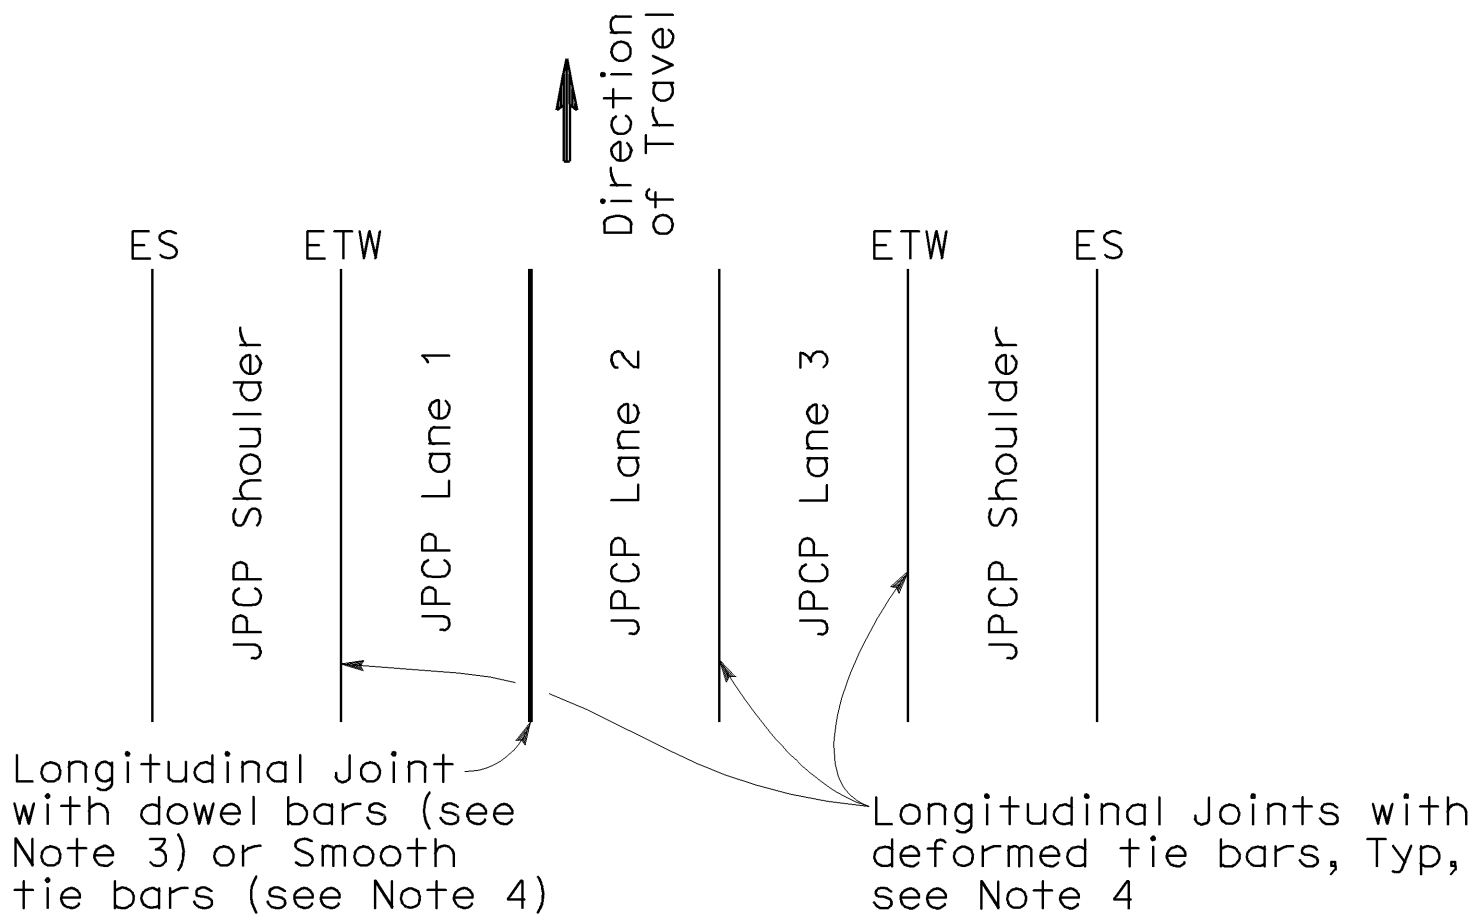 Direction
of Travel
ES
ETW
ETW
ES
JPCP Shoulder
JPCP Lane 1
JPCP Lane 2
JPCP Lane 3
JPCP Shoulder
Longitudinal Joint
with dowel bars (see
Note 3) or Smooth
tie bars (see Note 4)
Longitudinal Joints with
deformed tie bars, Typ,
see Note 4